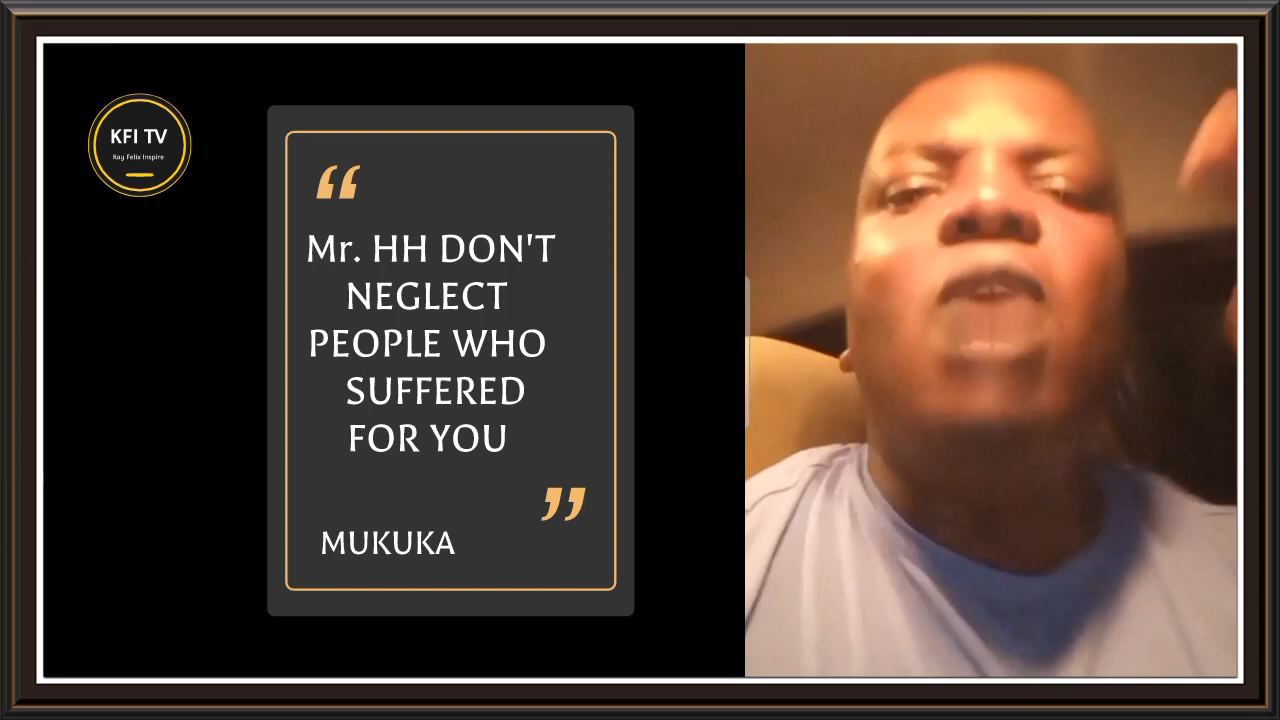 KFI TV
Kay Felix Inspire
“
Mr. HH DON'T
NEGLECT
PEOPLE WHO
SUFFERED
FOR YOU
”
MUKUKA